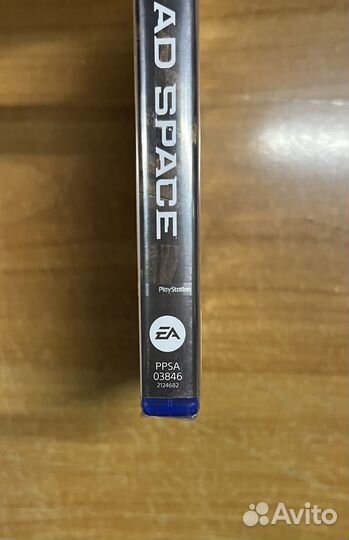 AD SPACE
PlayStation
EA
PPSA
03846
2124682
Avito